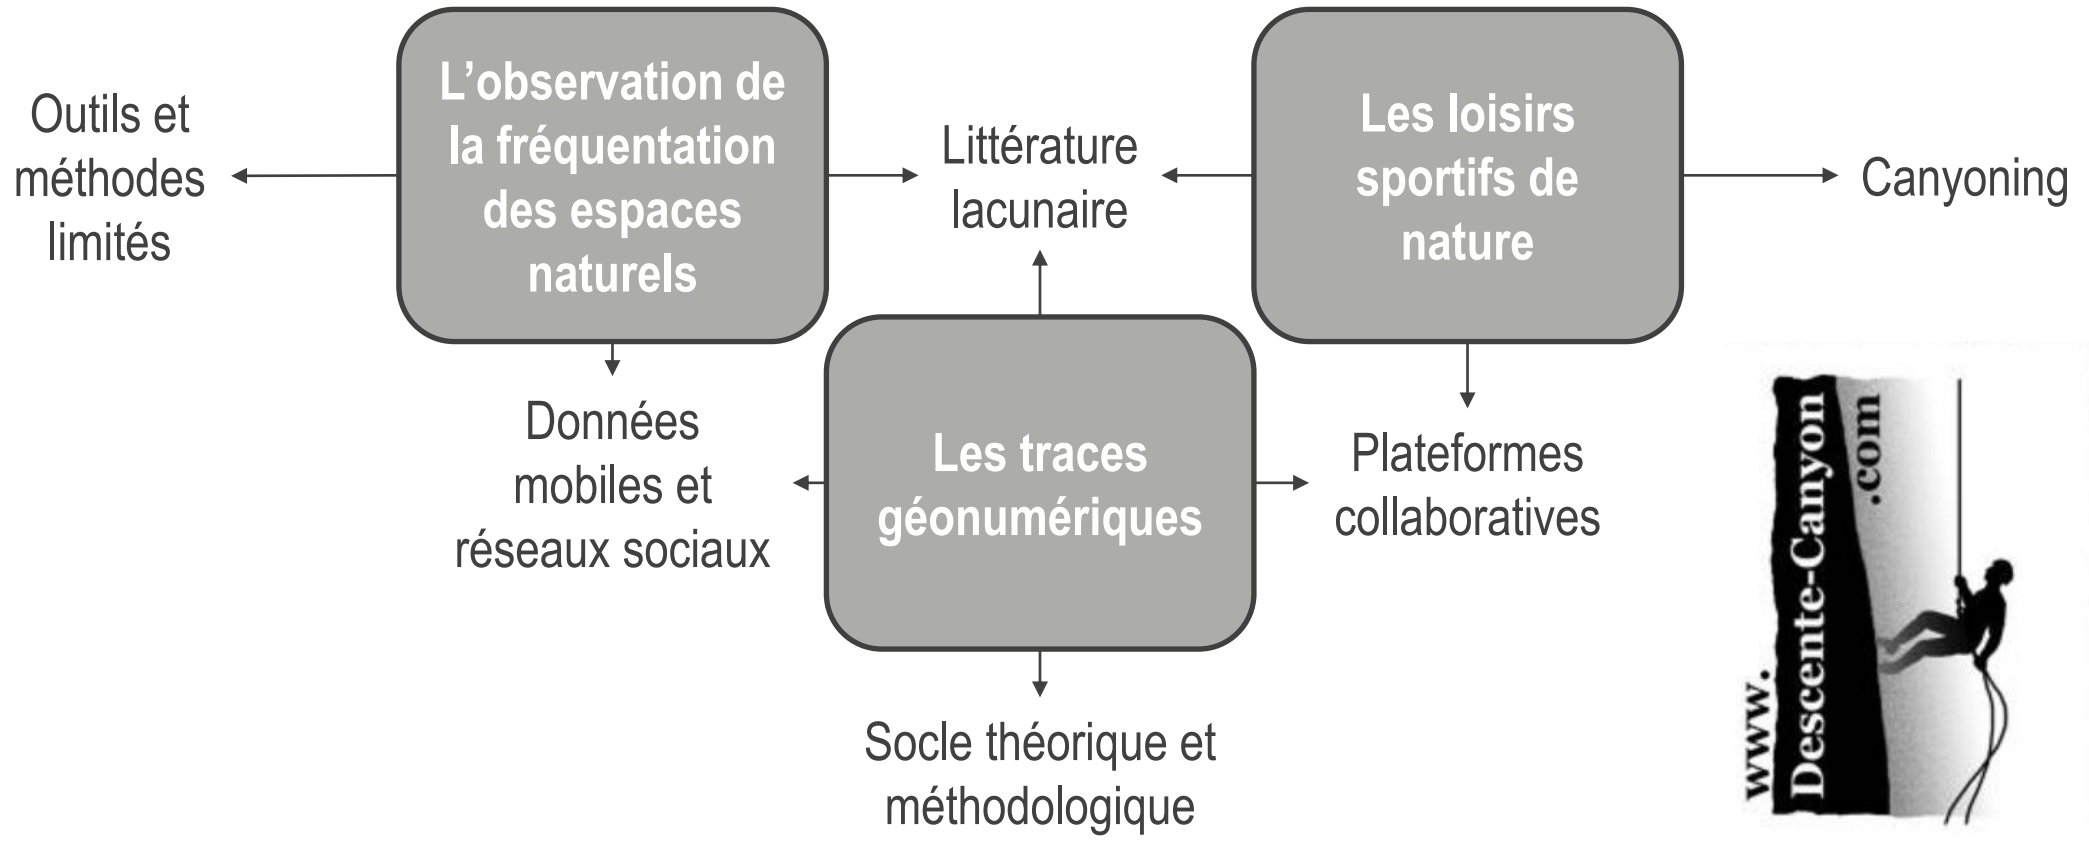 Outils et
méthodes
limités
L’observation de
la fréquentation
des espaces
naturels
Littérature
lacunaire
Les loisirs
sportifs de
nature
Canyoning
Données
mobiles et
réseaux sociaux
Les traces
géonumériques
Plateformes
collaboratives
Socle théorique et
méthodologique
www.
Descente-Canyon
.com